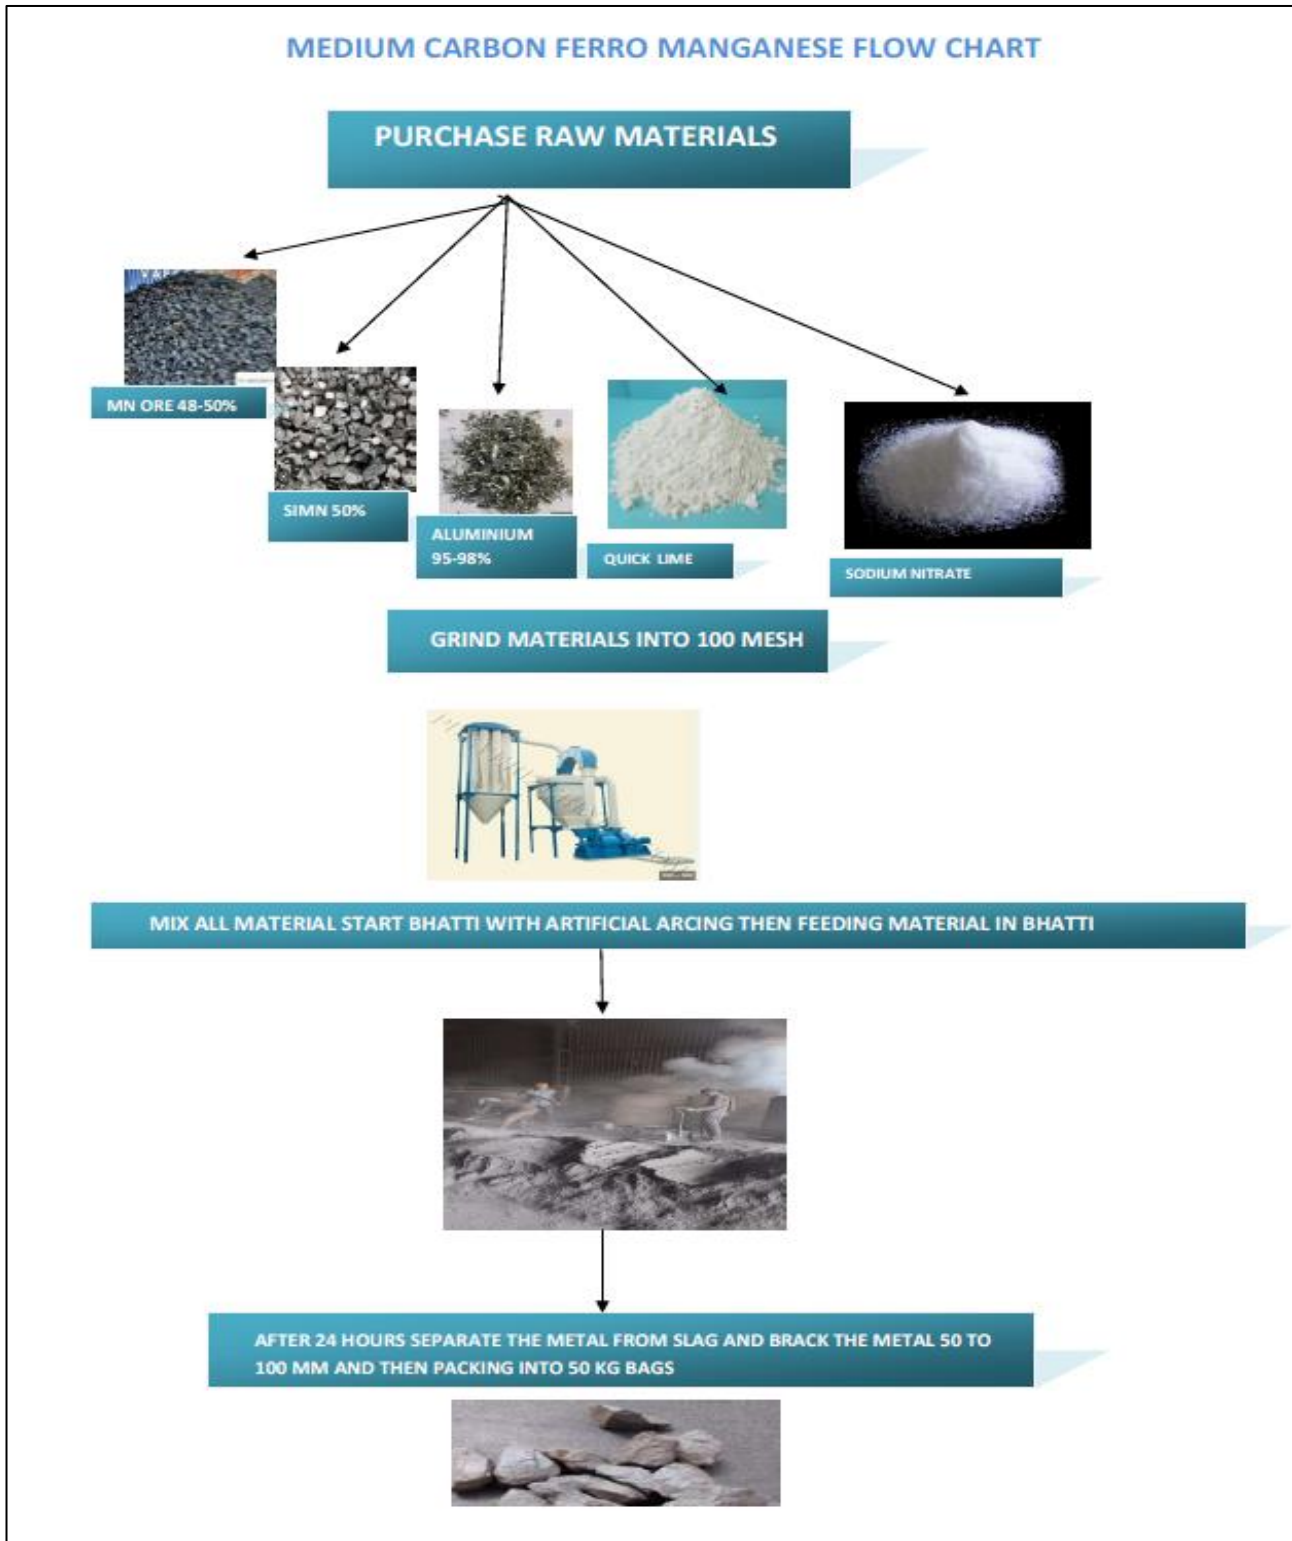 MEDIUM CARBON FERRO MANGANESE FLOW CHART
PURCHASE RAW MATERIALS
MN ORE 48-50%
SIMN 50%
ALUMINIUM
95-98%
QUICK LIME
SODIUM NITRATE
GRIND MATERIALS INTO 100 MESH
MIX ALL MATERIAL START BHATTI WITH ARTIFICIAL ARCING THEN FEEDING MATERIAL IN BHATTI
AFTER 24 HOURS SEPARATE THE METAL FROM SLAG AND BRACK THE METAL 50 TO
100 MM AND THEN PACKING INTO 50 KG BAGS